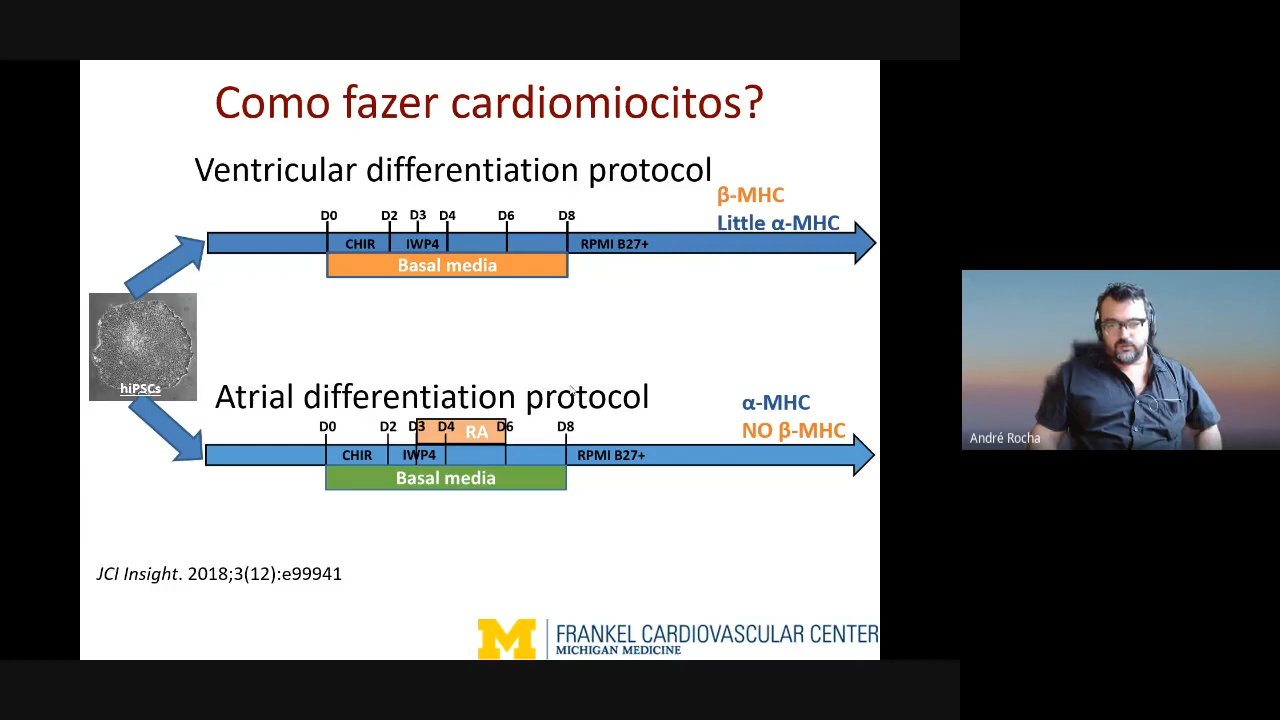 Como fazer cardiomiocitos?
Ventricular differentiation protocol
β-MHC
Little α-MHC
D0 D2 D3 D4 D6 D8
CHIR IWP4 RPMI B27+
Basal media
hiPSCs
Atrial differentiation protocol
α-MHC
NO β-MHC
D0 D2 D3 D4 RA D6 D8
CHIR IWP4 RPMI B27+
Basal media
André Rocha
JCI Insight. 2018;3(12):e99941
M FRANKEL CARDIOVASCULAR CENTER
MICHIGAN MEDICINE